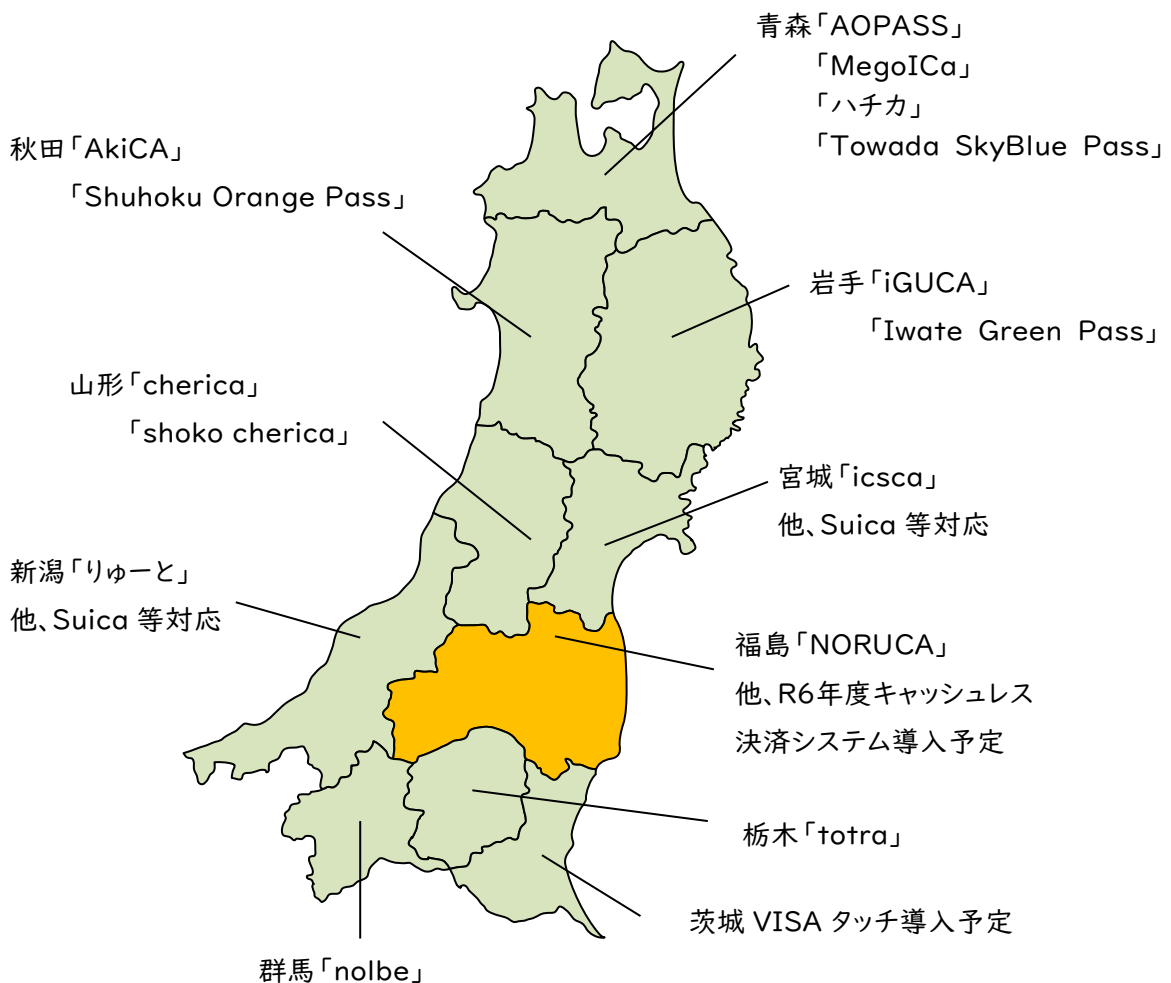 青森「AOPASS」
「MegoICa」
「ハチカ」
「Towada SkyBlue Pass」
秋田「AkiCA」
「Shuhoku Orange Pass」
岩手「iGUCA」
「Iwate Green Pass」
山形「cherica」
「shoko cherica」
宮城「icsca」
他、Suica 等対応
新潟「りゅーと」
他、Suica 等対応
福島「NORUCA」
他、R6年度キャッシュレス
決済システム導入予定
栃木「totra」
茨城 VISA タッチ導入予定
群馬「nolbe」